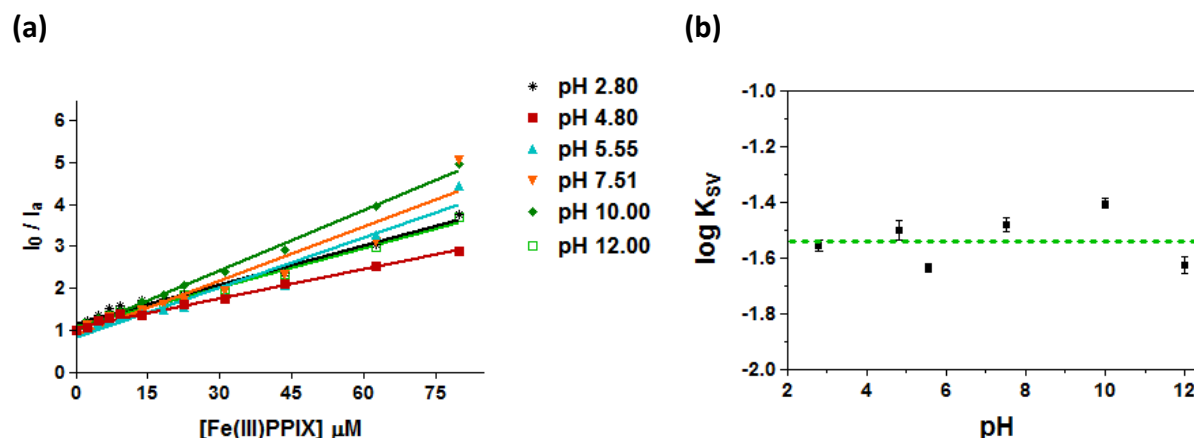 (a)
I0 / Ia
6
5
4
3
2
1
0
0 15 30 45 60 75
[Fe(III)PPIX] μM
pH 2.80
pH 4.80
pH 5.55
pH 7.51
pH 10.00
pH 12.00
(b)
log KSV
-1.0
-1.2
-1.4
-1.6
-1.8
-2.0
2 4 6 8 10 12
pH